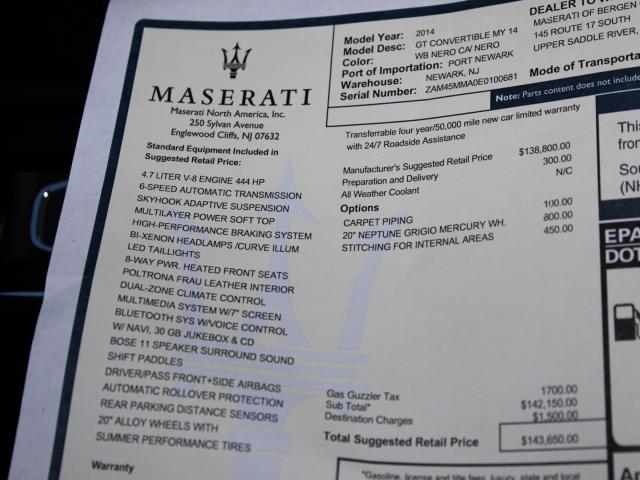 MASERATI
Maserati North America, Inc.
250 Sylvan Avenue
Englewood Cliffs, NJ 07632
Standard Equipment Included in
Suggested Retail Price:
4.7 LITER V-8 ENGINE 444 HP
6-SPEED AUTOMATIC TRANSMISSION
SKYHOOK ADAPTIVE SUSPENSION
MULTILAYER POWER SOFT TOP
HIGH-PERFORMANCE BRAKING SYSTEM
BI-XENON HEADLAMPS /CURVE ILLUM
LED TAILLIGHTS
8-WAY PWR. HEATED FRONT SEATS
POLTRONA FRAU LEATHER INTERIOR
DUAL-ZONE CLIMATE CONTROL
MULTIMEDIA SYSTEM W/7" SCREEN
BLUETOOTH SYS W/VOICE CONTROL
W/ NAVI, 30 GB JUKEBOX & CD
BOSE 11 SPEAKER SURROUND SOUND
SHIFT PADDLES
DRIVER/PASS FRONT+SIDE AIRBAGS
AUTOMATIC ROLLOVER PROTECTION
REAR PARKING DISTANCE SENSORS
20" ALLOY WHEELS WITH
SUMMER PERFORMANCE TIRES
Warranty
Model Year: 2014
Model Desc: GT CONVERTIBLE MY 14
Color: WB NERO CA/ NERO
Port of Importation: PORT NEWARK
Warehouse: NEWARK, NJ
Serial Number: ZAM45MMA0E0100681
DEALER TO W
MASERATI OF BERGEN
145 ROUTE 17 SOUTH
UPPER SADDLE RIVER,
Mode of Transporta
Note: Parts content does not include
Transferrable four year/50,000 mile new car limited warranty
with 24/7 Roadside Assistance
Manufacturer's Suggested Retail Price $138,800.00
Preparation and Delivery 300.00
All Weather Coolant N/C
Options
CARPET PIPING 100.00
20" NEPTUNE GRIGIO MERCURY WH. 800.00
STITCHING FOR INTERNAL AREAS 450.00
Gas Guzzler Tax 1700.00
Sub Total* $142,150.00
Destination Charges $1,500.00
Total Suggested Retail Price $143,650.00
*Gasoline, license and title fees, luxury, state and local
This
from
Sou
(NH
EPA
DOT